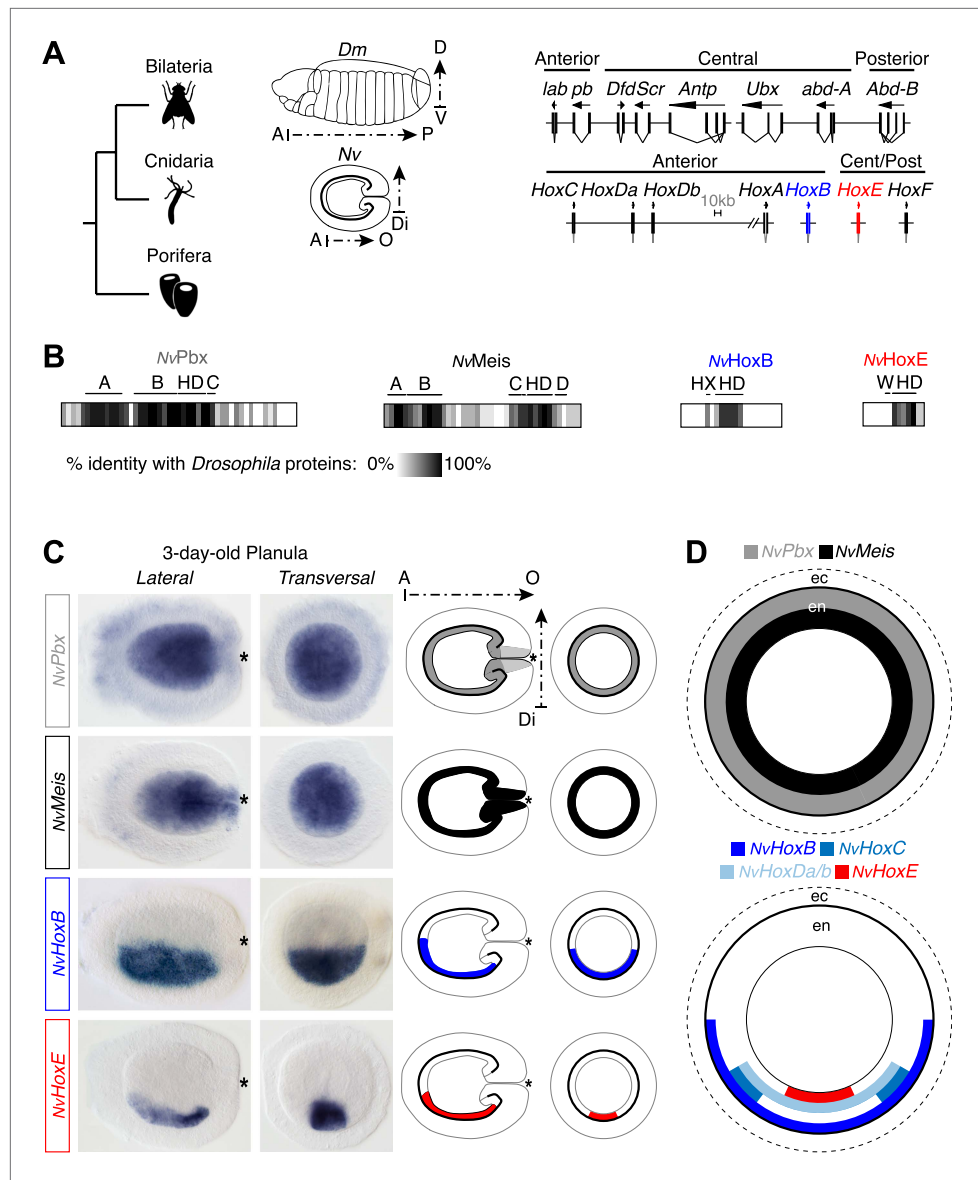 A
Bilateria
Cnidaria
Porifera
Dm
D
V
A
P
Nv
Di
A
O
Anterior
Central
Posterior
lab pb Dfd Scr Antp Ubx abd-A Abd-B
Anterior
Cent/Post
HoxC HoxDa HoxDb HoxA HoxB HoxE HoxF
10kb
B
NvPbx
A B HD C
NvMeis
A B C HD D
NvHoxB
HX HD
NvHoxE
W HD
% identity with Drosophila proteins: 0% 100%
C
3-day-old Planula
Lateral Transversal
A O
Di
NvPbx
*
*
NvMeis
*
*
NvHoxB
*
*
NvHoxE
*
*
D
NvPbx NvMeis
ec
en
NvHoxB NvHoxC
NvHoxDa/b NvHoxE
ec
en